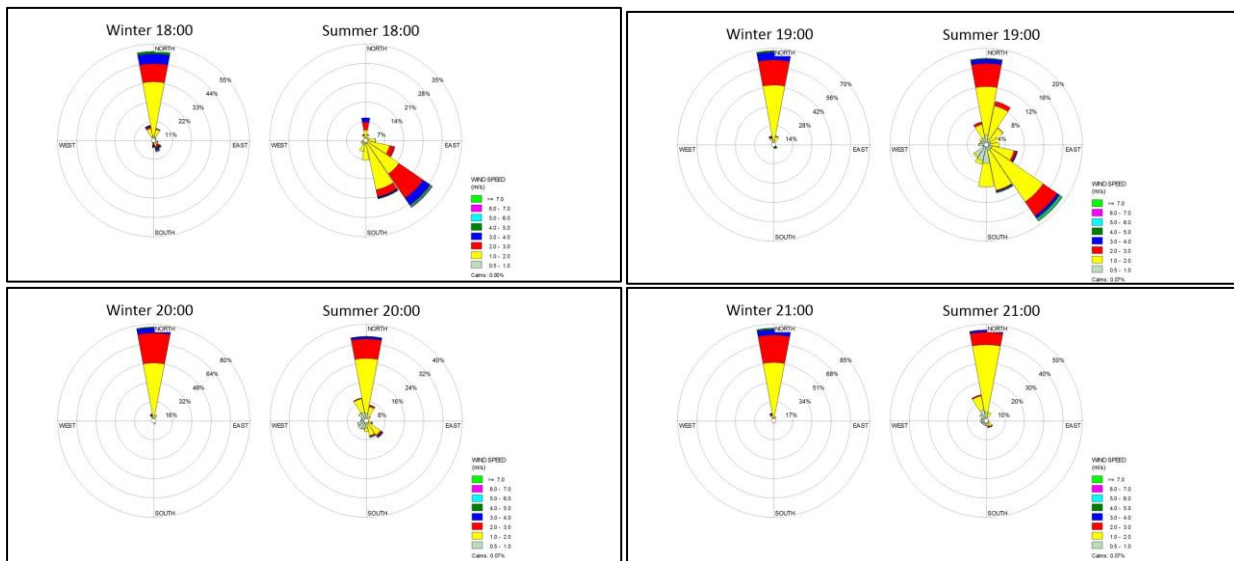 Winter 18:00
Summer 18:00
NORTH
NORTH
55%
44%
33%
22%
11%
35%
28%
21%
14%
7%
WEST
EAST
WEST
EAST
SOUTH
SOUTH
WIND SPEED
(m/s)
>= 7.0
6.0 - 7.0
5.0 - 6.0
4.0 - 5.0
3.0 - 4.0
2.0 - 3.0
1.0 - 2.0
0.5 - 1.0
Calms: 0.00%
Winter 19:00
Summer 19:00
NORTH
NORTH
70%
56%
42%
28%
14%
20%
16%
12%
8%
4%
WEST
EAST
WEST
EAST
SOUTH
SOUTH
WIND SPEED
(m/s)
>= 7.0
6.0 - 7.0
5.0 - 6.0
4.0 - 5.0
3.0 - 4.0
2.0 - 3.0
1.0 - 2.0
0.5 - 1.0
Calms: 0.07%
Winter 20:00
Summer 20:00
NORTH
NORTH
80%
64%
48%
32%
16%
40%
32%
24%
16%
8%
WEST
EAST
WEST
EAST
SOUTH
SOUTH
WIND SPEED
(m/s)
>= 7.0
6.0 - 7.0
5.0 - 6.0
4.0 - 5.0
3.0 - 4.0
2.0 - 3.0
1.0 - 2.0
0.5 - 1.0
Calms: 0.07%
Winter 21:00
Summer 21:00
NORTH
NORTH
85%
68%
51%
34%
17%
50%
40%
30%
20%
10%
WEST
EAST
WEST
EAST
SOUTH
SOUTH
WIND SPEED
(m/s)
>= 7.0
6.0 - 7.0
5.0 - 6.0
4.0 - 5.0
3.0 - 4.0
2.0 - 3.0
1.0 - 2.0
0.5 - 1.0
Calms: 0.07%